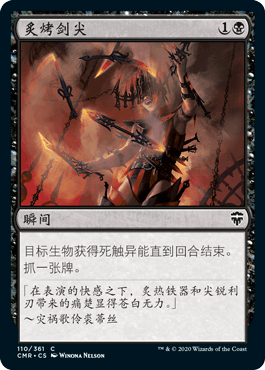 炙烤剑尖
1
瞬间
目标生物获得死触异能直到回合结束。
抓一张牌。
「在表演的快感之下，炙热铁器和尖锐利
刃带来的痛楚显得苍白无力。」
～灾祸歌伶裘蒂丝
110/361 C
CMR • CS WINONA NELSON
™ & © 2020 Wizards of the Coast